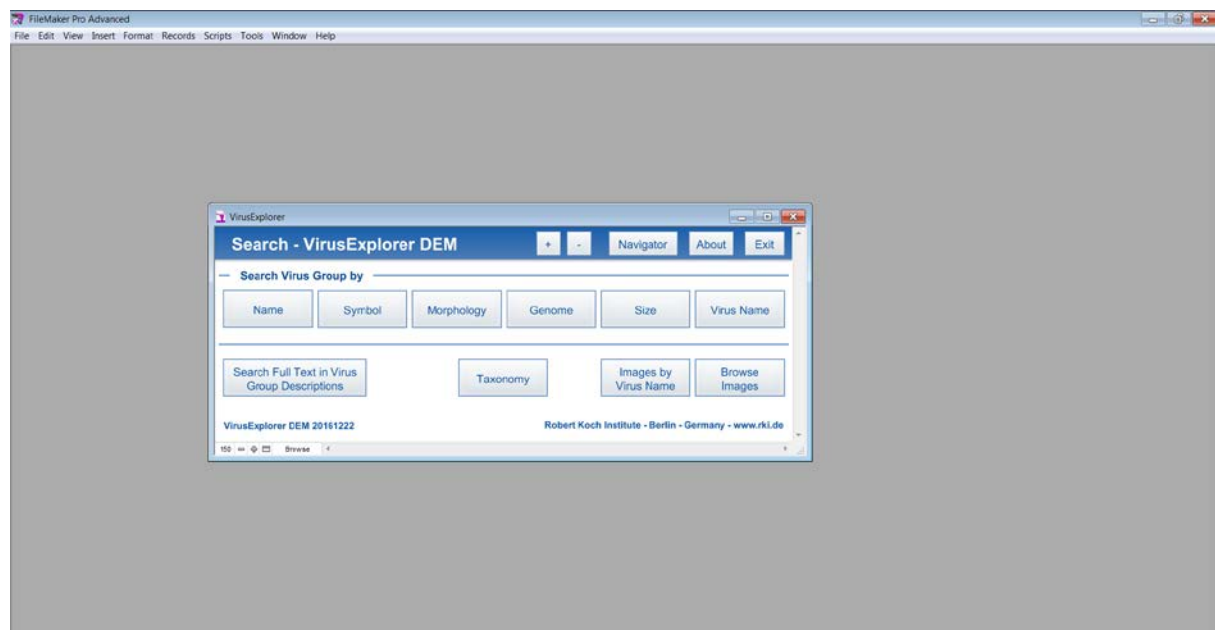 FileMaker Pro Advanced
File Edit View Insert Format Records Scripts Tools Window Help
VirusExplorer
Search - VirusExplorer DEM + - Navigator About Exit
Search Virus Group by
Name Symbol Morphology Genome Size Virus Name
Search Full Text in Virus
Group Descriptions
Taxonomy
Images by
Virus Name
Browse
Images
VirusExplorer DEM 20161222 Robert Koch Institute - Berlin - Germany - www.rki.de
150 Browse